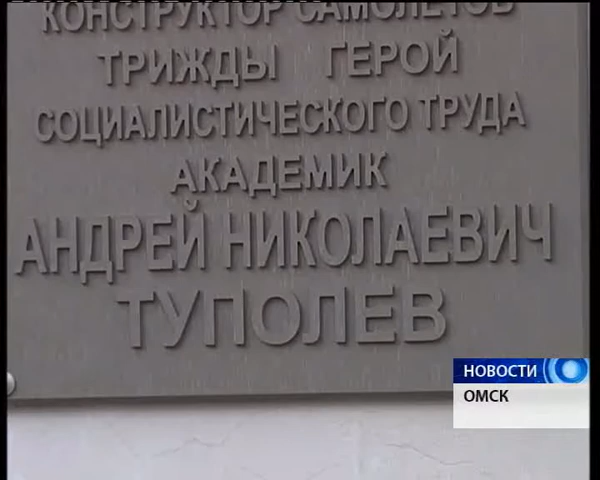 КОНСТРУКТОР САМОЛЕТОВ
ТРИЖДЫ ГЕРОЙ
СОЦИАЛИСТИЧЕСКОГО ТРУДА
АКАДЕМИК
АНДРЕЙ НИКОЛАЕВИЧ
ТУПОЛЕВ
НОВОСТИ
ОМСК